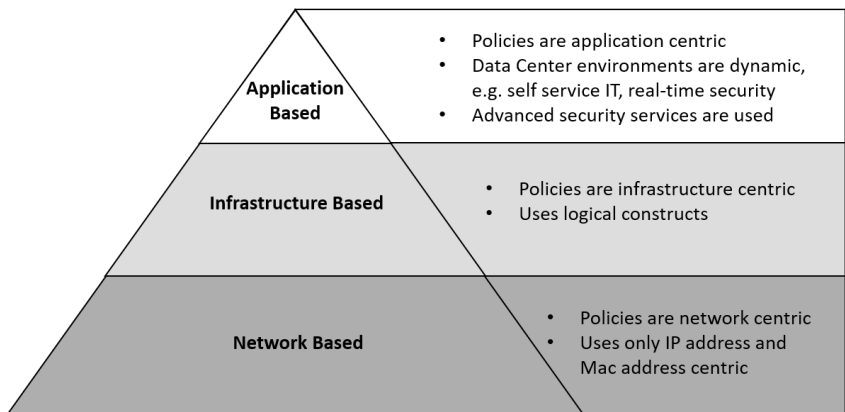 Application
Based
• Policies are application centric
• Data Center environments are dynamic,
e.g. self service IT, real-time security
• Advanced security services are used
Infrastructure Based
• Policies are infrastructure centric
• Uses logical constructs
Network Based
• Policies are network centric
• Uses only IP address and
Mac address centric